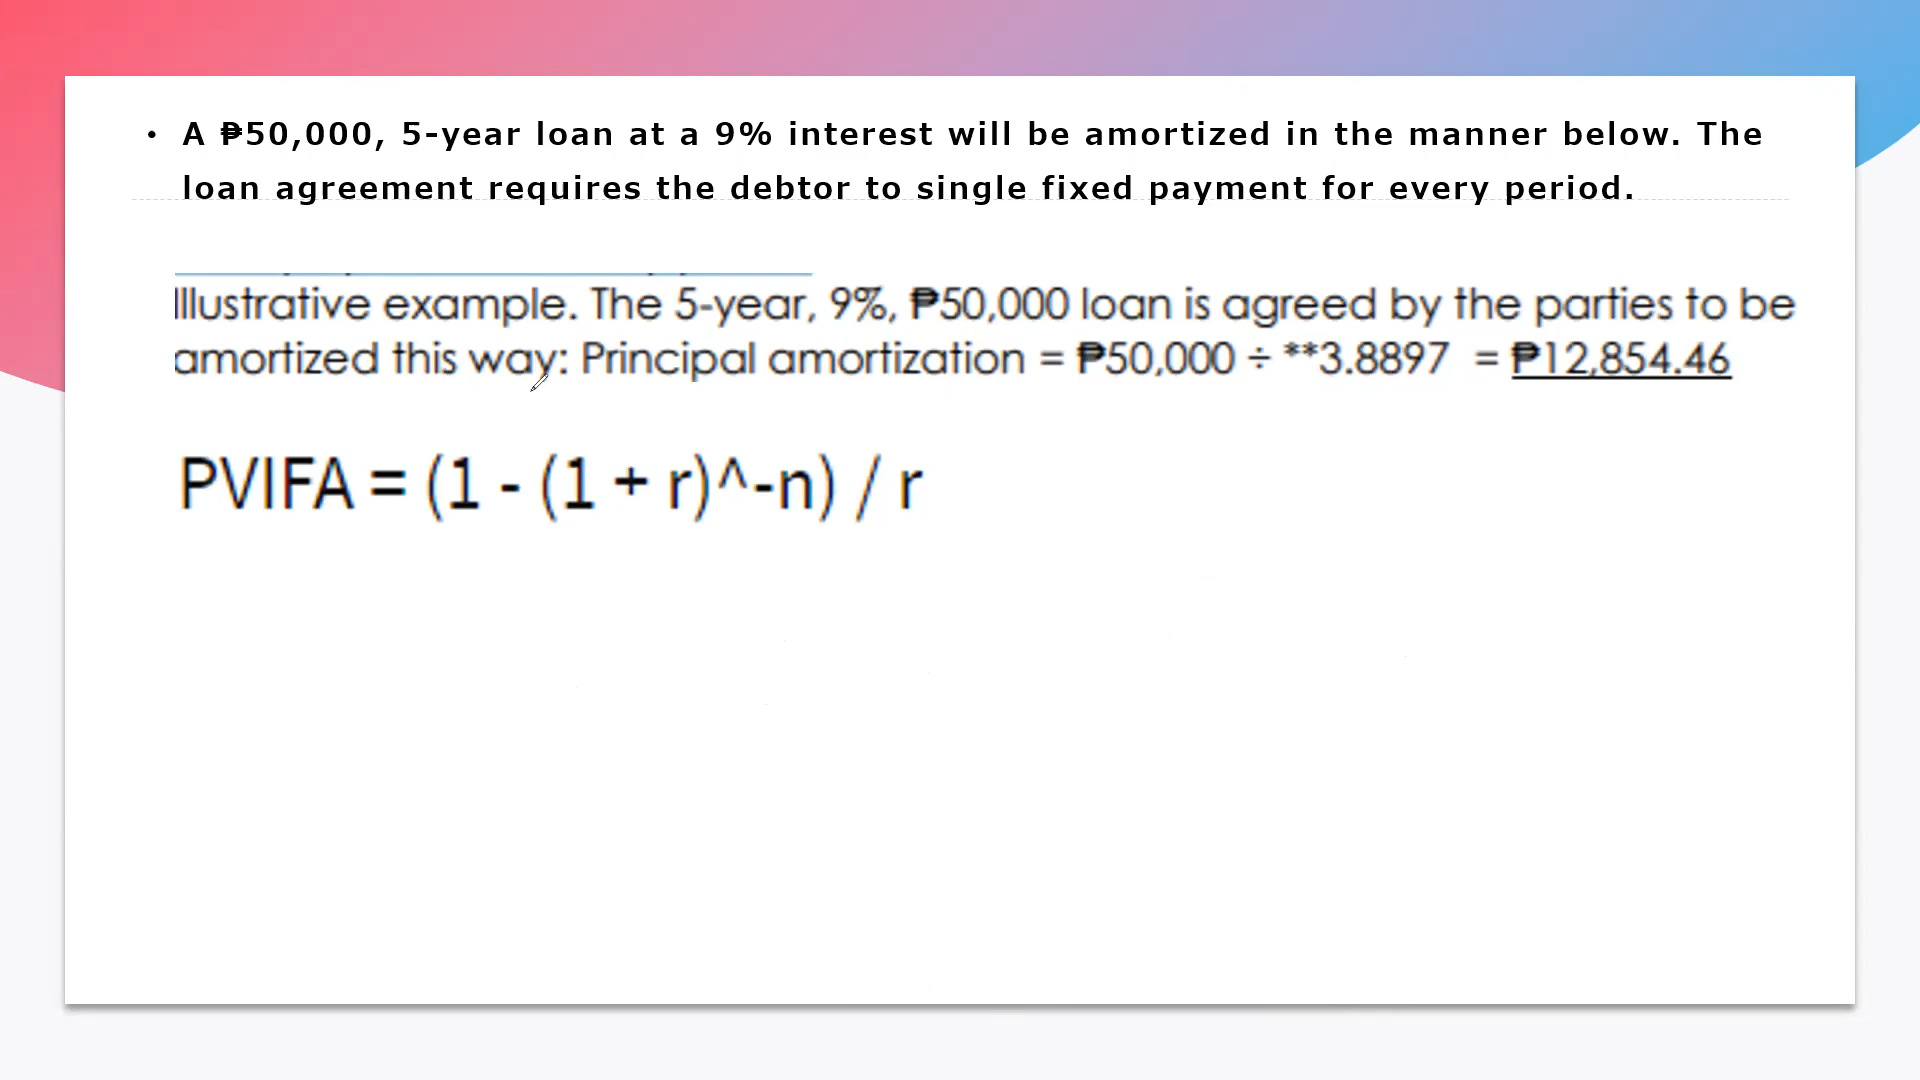 • A ₱50,000, 5-year loan at a 9% interest will be amortized in the manner below. The
loan agreement requires the debtor to single fixed payment for every period.
Illustrative example. The 5-year, 9%, ₱50,000 loan is agreed by the parties to be
amortized this way: Principal amortization = ₱50,000 ÷ **3.8897 = ₱12,854.46
PVIFA = (1 - (1 + r)^-n) / r